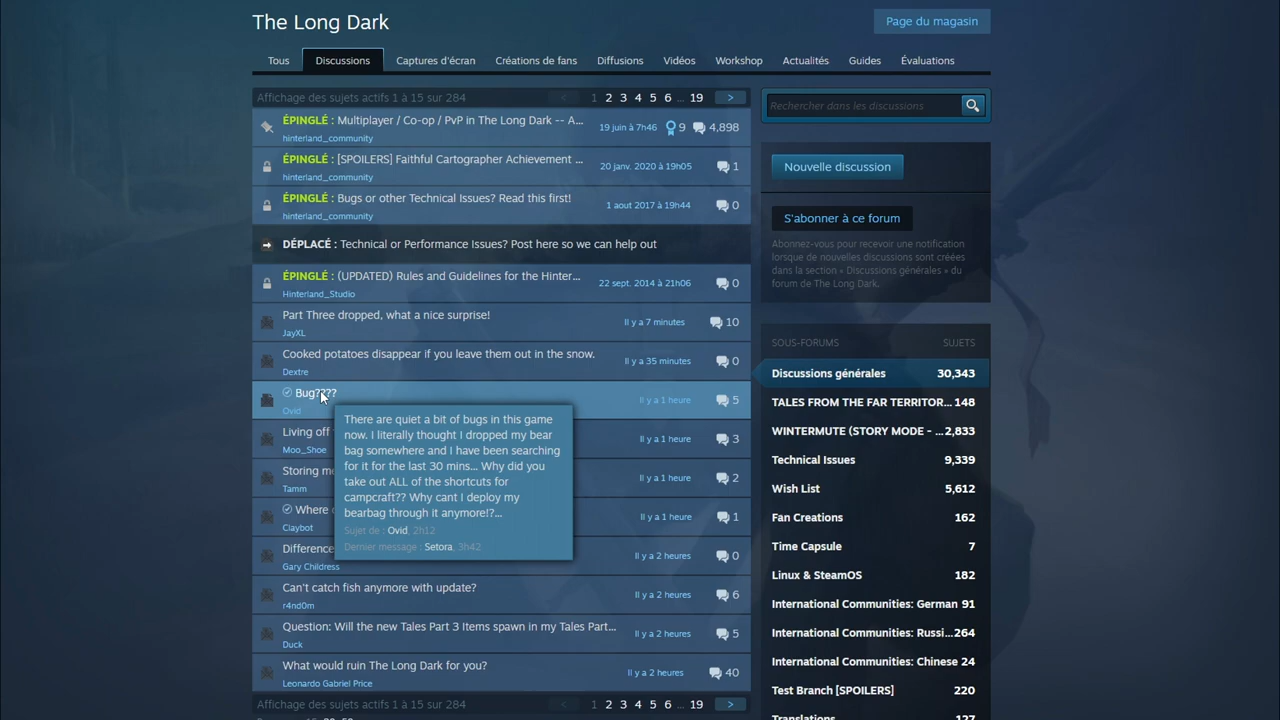 The Long Dark
Page du magasin
Tous Discussions Captures d'écran Créations de fans Diffusions Vidéos Workshop Actualités Guides Évaluations
Affichage des sujets actifs 1 à 15 sur 284 < 1 2 3 4 5 6 ... 19 >
Rechercher dans les discussions
ÉPINGLÉ : Multiplayer / Co-op / PvP in The Long Dark -- A...
hinterland_community
19 juin à 7h46 9 4,898
ÉPINGLÉ : [SPOILERS] Faithful Cartographer Achievement ...
hinterland_community
20 janv. 2020 à 19h05 1
ÉPINGLÉ : Bugs or other Technical Issues? Read this first!
hinterland_community
1 aout 2017 à 19h44 0
DÉPLACÉ : Technical or Performance Issues? Post here so we can help out
ÉPINGLÉ : (UPDATED) Rules and Guidelines for the Hinter...
Hinterland_Studio
22 sept. 2014 à 21h06 0
Part Three dropped, what a nice surprise!
JayXL
Il y a 7 minutes 10
Cooked potatoes disappear if you leave them out in the snow.
Dextre
Il y a 35 minutes 0
Bug????
Ovid
Il y a 1 heure 5
There are quiet a bit of bugs in this game
now. I literally thought I dropped my bear
bag somewhere and I have been searching
for it for the last 30 mins... Why did you
take out ALL of the shortcuts for
campcraft?? Why cant I deploy my
bearbag through it anymore!?...
Sujet de : Ovid, 2h12
Dernier message : Setora, 3h42
Living off
Moo_Shoe
Il y a 1 heure 3
Storing me
Tamm
Il y a 1 heure 2
Where
Claybot
Il y a 1 heure 1
Difference
Gary Childress
Il y a 2 heures 0
Can't catch fish anymore with update?
r4nd0m
Il y a 2 heures 6
Question: Will the new Tales Part 3 Items spawn in my Tales Part...
Duck
Il y a 2 heures 5
What would ruin The Long Dark for you?
Leonardo Gabriel Price
Il y a 2 heures 40
Affichage des sujets actifs 1 à 15 sur 284 < 1 2 3 4 5 6 ... 19 >
Nouvelle discussion
S'abonner à ce forum
Abonnez-vous pour recevoir une notification
lorsque de nouvelles discussions sont créées
dans la section « Discussions générales » du
forum de The Long Dark.
SOUS-FORUMS SUJETS
Discussions générales 30,343
TALES FROM THE FAR TERRITOR... 148
WINTERMUTE (STORY MODE - ... 2,833
Technical Issues 9,339
Wish List 5,612
Fan Creations 162
Time Capsule 7
Linux & SteamOS 182
International Communities: German 91
International Communities: Russi... 264
International Communities: Chinese 24
Test Branch [SPOILERS] 220
Translations 127